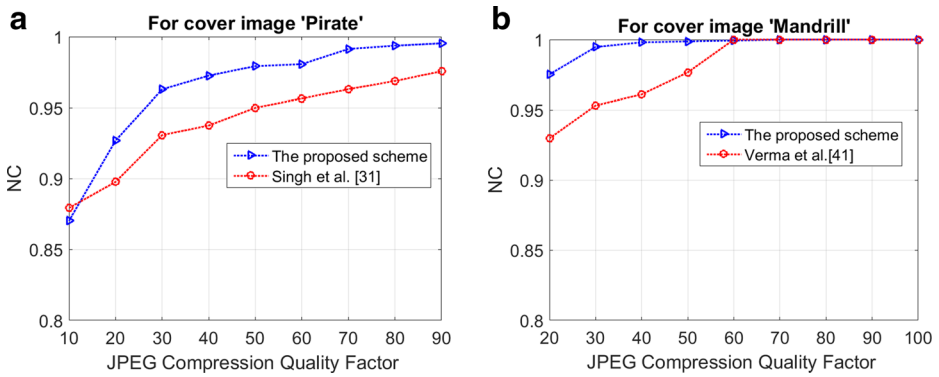 a
For cover image 'Pirate'
1
0.95
0.9
0.85
0.8
NC
The proposed scheme
Singh et al. [31]
10 20 30 40 50 60 70 80 90
JPEG Compression Quality Factor
b
For cover image 'Mandrill'
1
0.95
0.9
0.85
0.8
NC
The proposed scheme
Verma et al.[41]
20 30 40 50 60 70 80 90 100
JPEG Compression Quality Factor